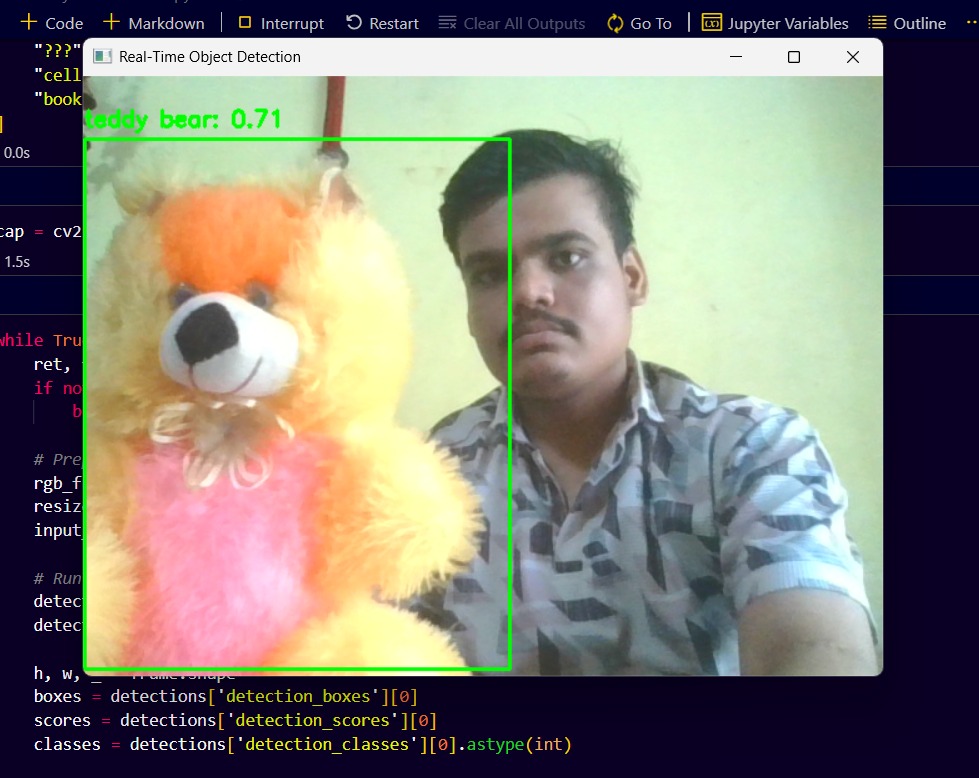 + Code + Markdown Interrupt Restart Clear All Outputs Go To Jupyter Variables Outline ...
"???"
Real-Time Object Detection
"cell
"book
]
teddy bear: 0.71
0.0s
cap = cv2
1.5s
while Tru
ret,
if no
b
# Pre
rgb_f
resiz
input_
# Run
detec
detec
h, w, _ = frame.shape
boxes = detections['detection_boxes'][0]
scores = detections['detection_scores'][0]
classes = detections['detection_classes'][0].astype(int)